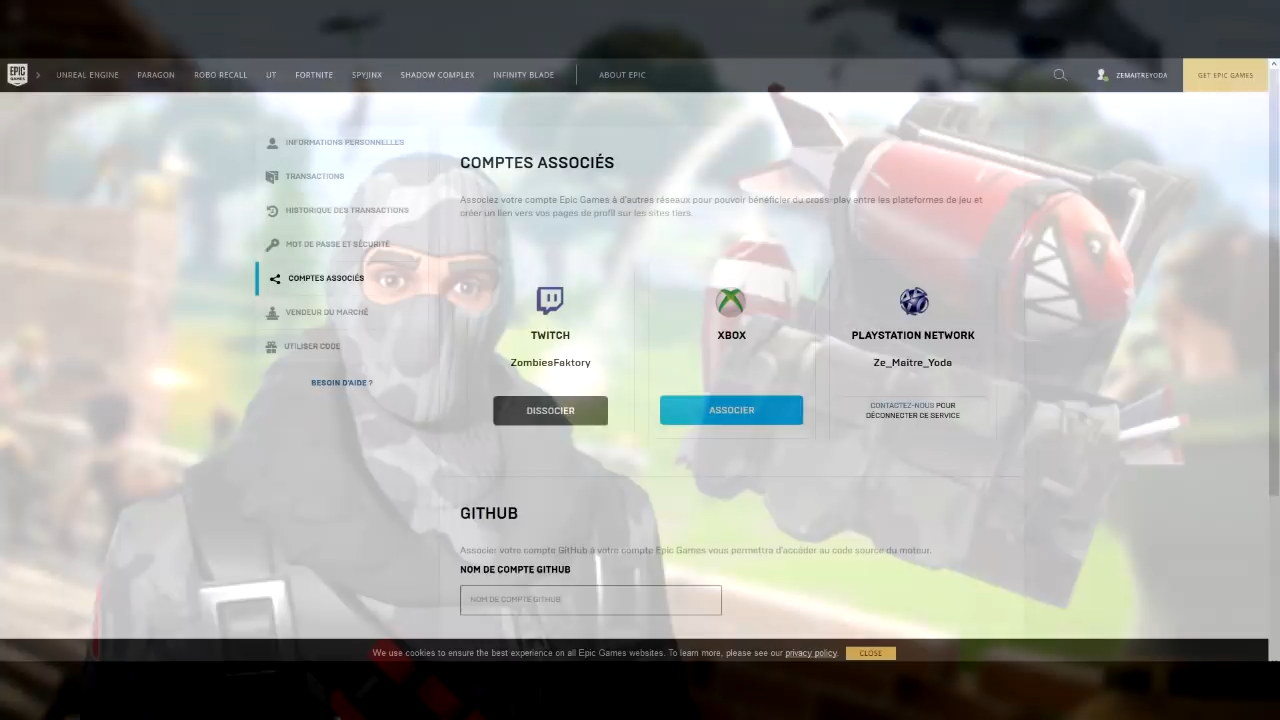 EPIC GAMES
UNREAL ENGINE PARAGON ROBO RECALL UT FORTNITE SPYJINX SHADOW COMPLEX INFINITY BLADE ABOUT EPIC ZEMAITREYODA GET EPIC GAMES
INFORMATIONS PERSONNELLES
TRANSACTIONS
HISTORIQUE DES TRANSACTIONS
MOT DE PASSE ET SÉCURITÉ
COMPTES ASSOCIÉS
VENDEUR DU MARCHÉ
UTILISER CODE
BESOIN D'AIDE ?
COMPTES ASSOCIÉS
Associez votre compte Epic Games à d'autres réseaux pour pouvoir bénéficier du cross-play entre les plateformes de jeu et
créer un lien vers vos pages de profil sur les sites tiers.
TWITCH
ZombiesFaktory
DISSOCIER
XBOX
ASSOCIER
PLAYSTATION NETWORK
Ze_Maitre_Yoda
CONTACTEZ-NOUS POUR
DÉCONNECTER CE SERVICE
GITHUB
Associer votre compte GitHub à votre compte Epic Games vous permettra d'accéder au code source du moteur.
NOM DE COMPTE GITHUB
NOM DE COMPTE GITHUB
We use cookies to ensure the best experience on all Epic Games websites. To learn more, please see our privacy policy. CLOSE